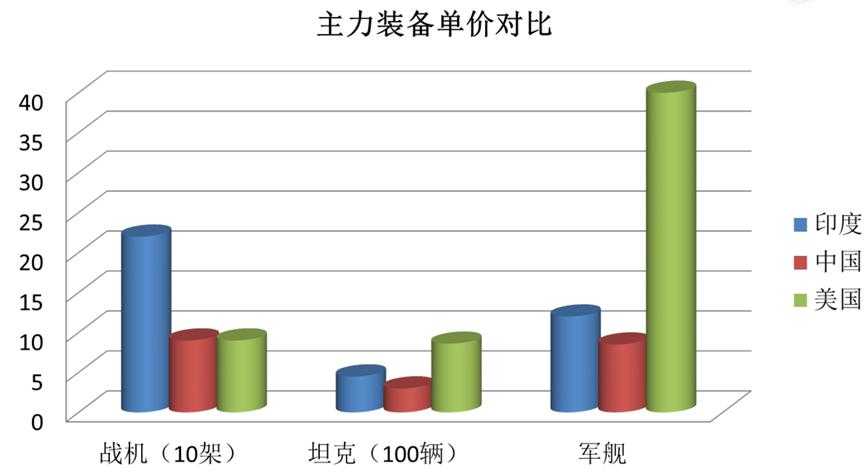 主力装备单价对比
40
35
30
25
20
15
10
5
0
战机（10架）
坦克（100辆）
军舰
印度
中国
美国